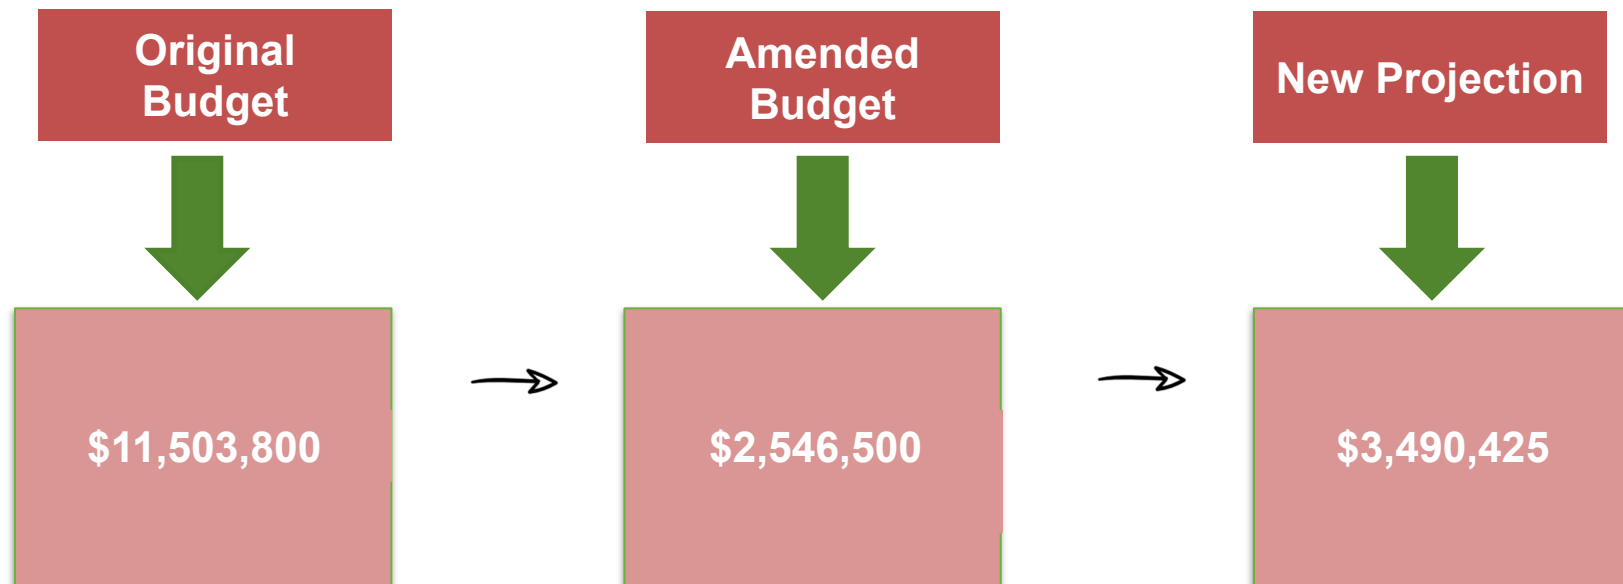 Original
Budget
Amended
Budget
New Projection
$11,503,800
$2,546,500
$3,490,425